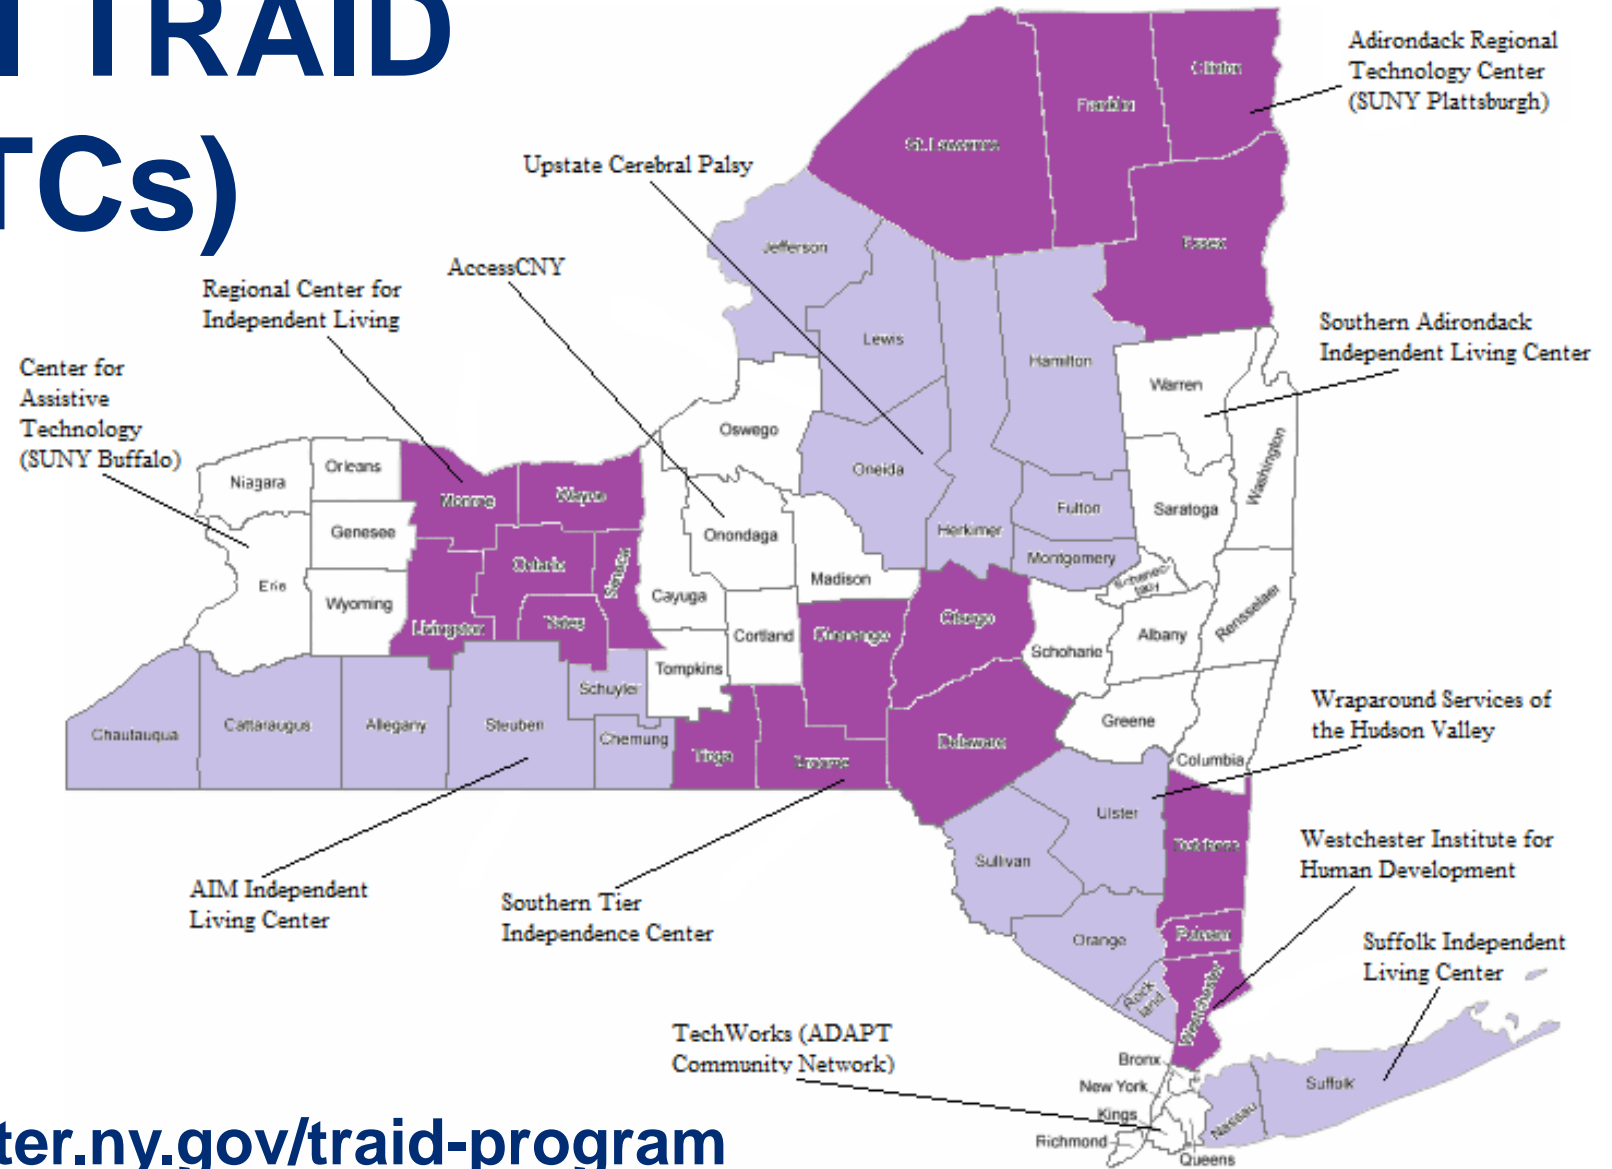 TRAID
TCs)
Adirondack Regional
Technology Center
(SUNY Plattsburgh)
Clinton
Franklin
St. Lawrence
Essex
Upstate Cerebral Palsy
AccessCNY
Regional Center for
Independent Living
Center for
Assistive
Technology
(SUNY Buffalo)
Southern Adirondack
Independent Living Center
Jefferson
Lewis
Hamilton
Warren
Washington
Oswego
Oneida
Herkimer
Fulton
Montgomery
Saratoga
Schenec-
tady
Rensselaer
Albany
Schoharie
Niagara
Orleans
Monroe
Wayne
Genesee
Erie
Wyoming
Livingston
Ontario
Yates
Seneca
Cayuga
Onondaga
Madison
Cortland
Tompkins
Chenango
Otsego
Chautauqua
Cattaraugus
Allegany
Steuben
Schuyler
Chemung
Tioga
Broome
Delaware
Greene
Columbia
Wraparound Services of
the Hudson Valley
Ulster
Sullivan
Orange
Dutchess
Putnam
Rock
land
Westchester
Westchester Institute for
Human Development
AIM Independent
Living Center
Southern Tier
Independence Center
Suffolk Independent
Living Center
TechWorks (ADAPT
Community Network)
Bronx
New York
Kings
Richmond
Queens
Nassau
Suffolk
ter.ny.gov/traid-program